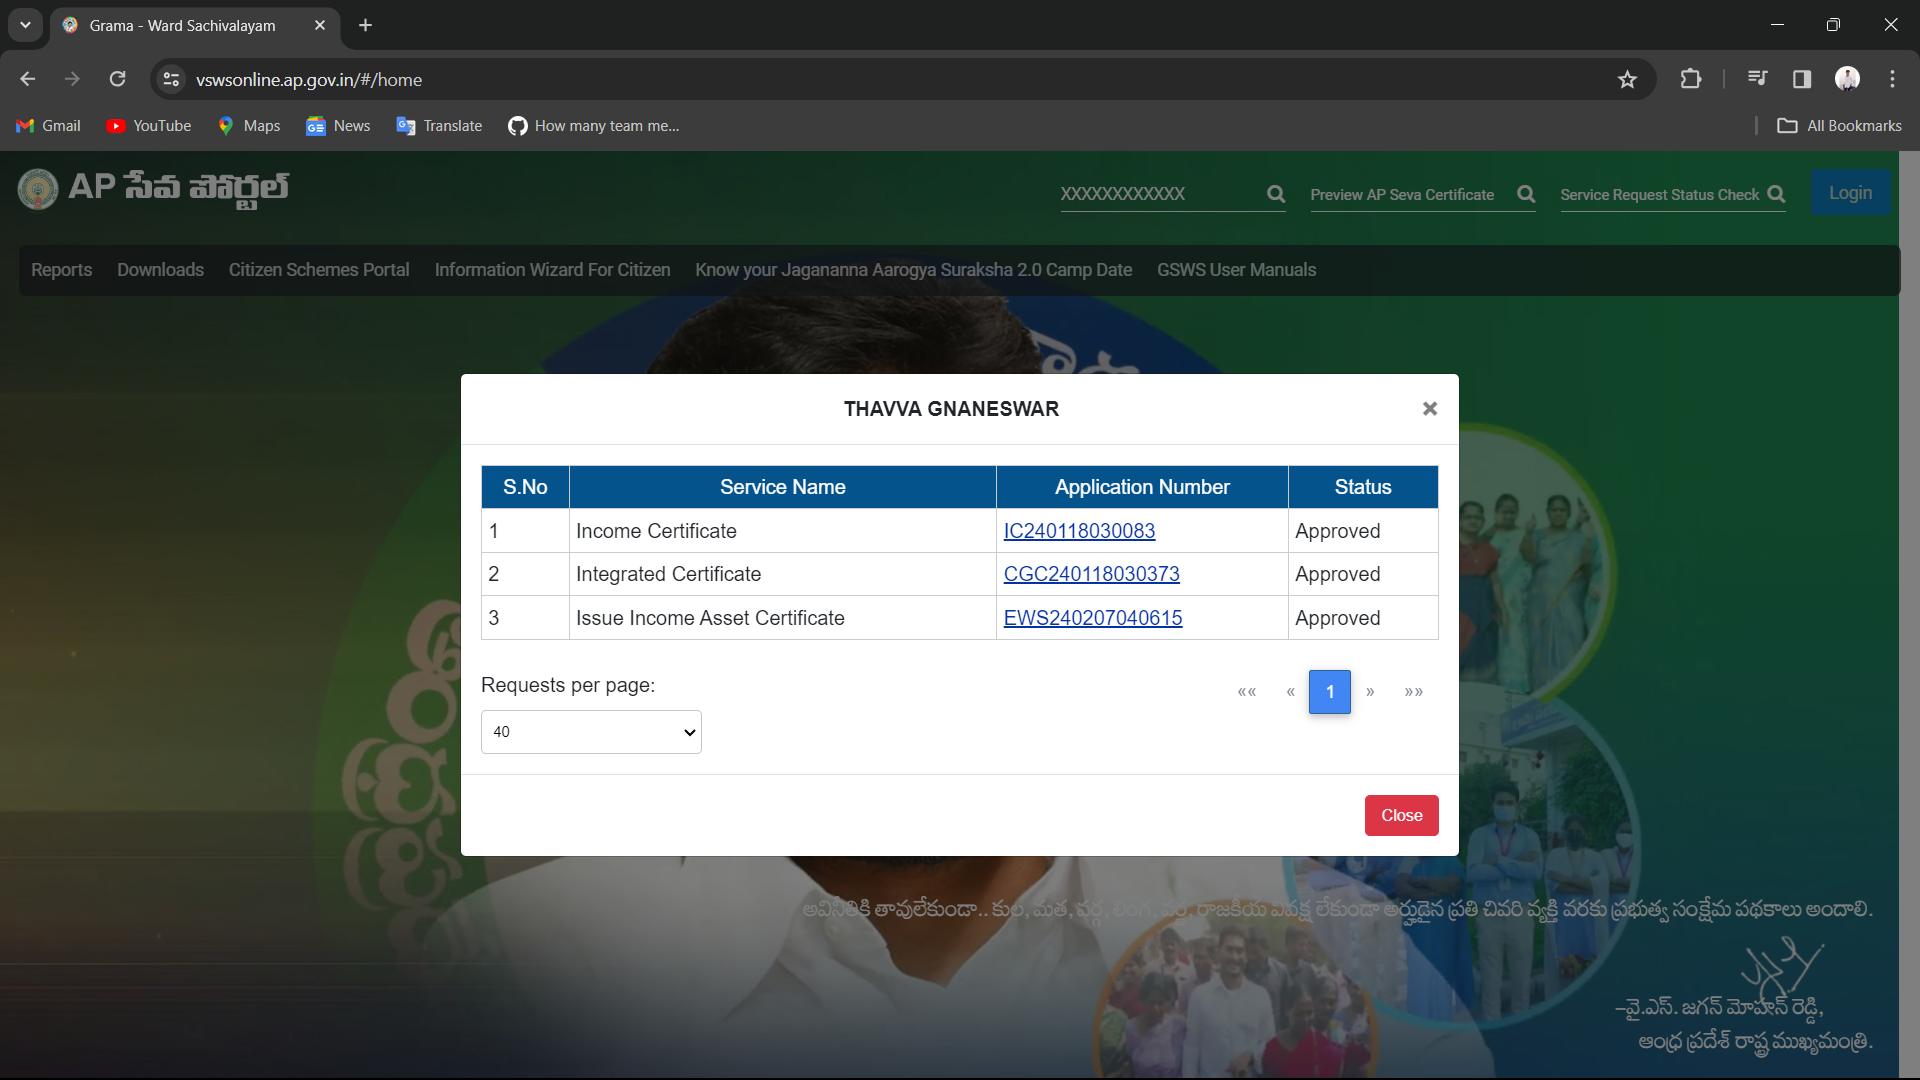 Grama - Ward Sachivalayam
vswsonline.ap.gov.in/#/home
Gmail
YouTube
Maps
News
Translate
How many team me...
All Bookmarks
AP సేవ పోర్టల్
XXXXXXXXXXXX
Preview AP Seva Certificate
Service Request Status Check
Login
Reports
Downloads
Citizen Schemes Portal
Information Wizard For Citizen
Know your Jagananna Aarogya Suraksha 2.0 Camp Date
GSWS User Manuals
THAVVA GNANESWAR
S.No Service Name Application Number Status
1 Income Certificate IC240118030083 Approved
2 Integrated Certificate CGC240118030373 Approved
3 Issue Income Asset Certificate EWS240207040615 Approved
Requests per page:
40
«« « 1 » »»
Close
అవినీతికి తావులేకుండా.. కుల, మత, వర్గ, లింగ, వర్ణ, రాజకీయ వివక్ష లేకుండా అర్హుడైన ప్రతి చివరి వ్యక్తి వరకు ప్రభుత్వ సంక్షేమ పథకాలు అందాలి.
–వై.ఎస్. జగన్ మోహన్ రెడ్డి,
ఆంధ్ర ప్రదేశ్ రాష్ట్ర ముఖ్యమంత్రి.